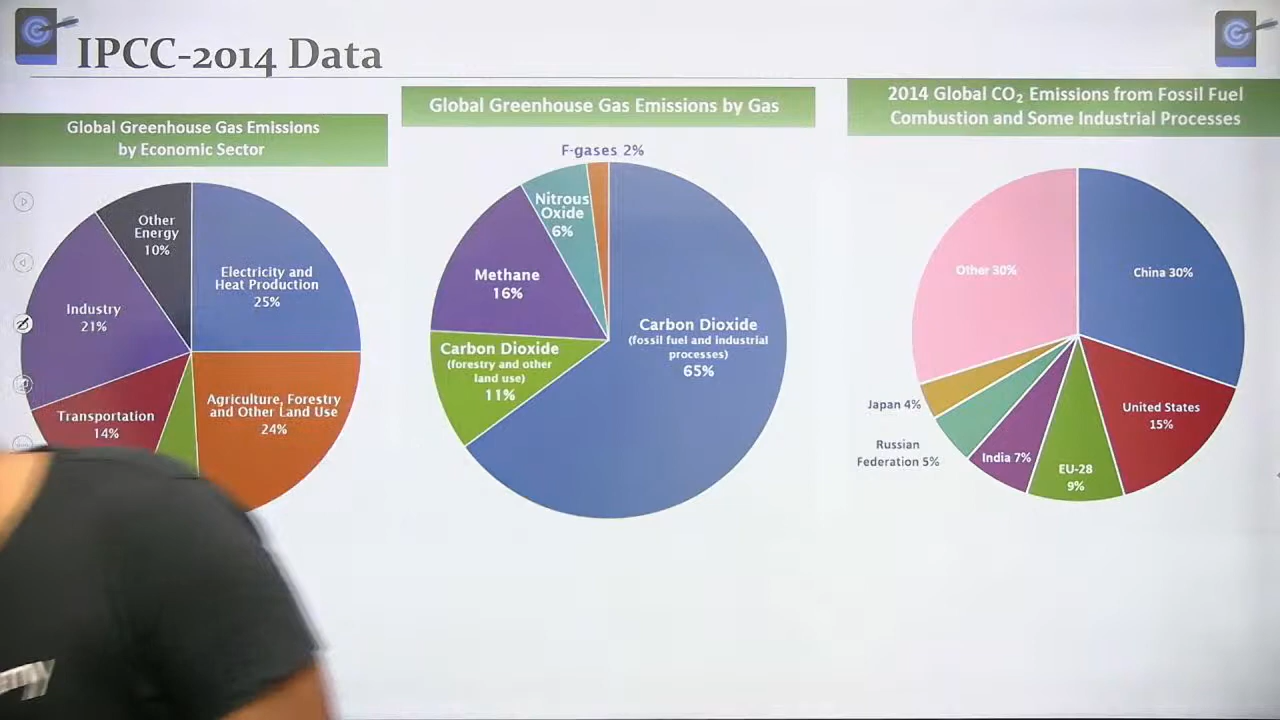 IPCC-2014 Data
Global Greenhouse Gas Emissions
by Economic Sector
Other
Energy
10%
Electricity and
Heat Production
25%
Industry
21%
Agriculture, Forestry
and Other Land Use
24%
Transportation
14%
Global Greenhouse Gas Emissions by Gas
F-gases 2%
Nitrous
Oxide
6%
Methane
16%
Carbon Dioxide
(fossil fuel and industrial
processes)
65%
Carbon Dioxide
(forestry and other
land use)
11%
2014 Global CO₂ Emissions from Fossil Fuel
Combustion and Some Industrial Processes
Other 30%
China 30%
Japan 4%
United States
15%
Russian
Federation 5%
India 7%
EU-28
9%